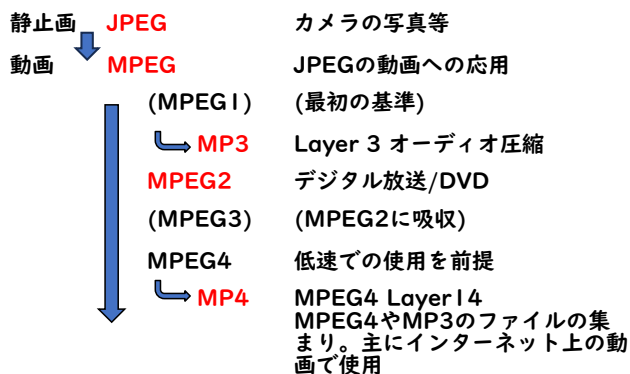 静止画 JPEG カメラの写真等
動画 MPEG JPEGの動画への応用
(MPEG1) (最初の基準)
MP3 Layer 3 オーディオ圧縮
MPEG2 デジタル放送/DVD
(MPEG3) (MPEG2に吸収)
MPEG4 低速での使用を前提
MP4 MPEG4 Layer14
MPEG4やMP3のファイルの集
まり。主にインターネット上の動
画で使用